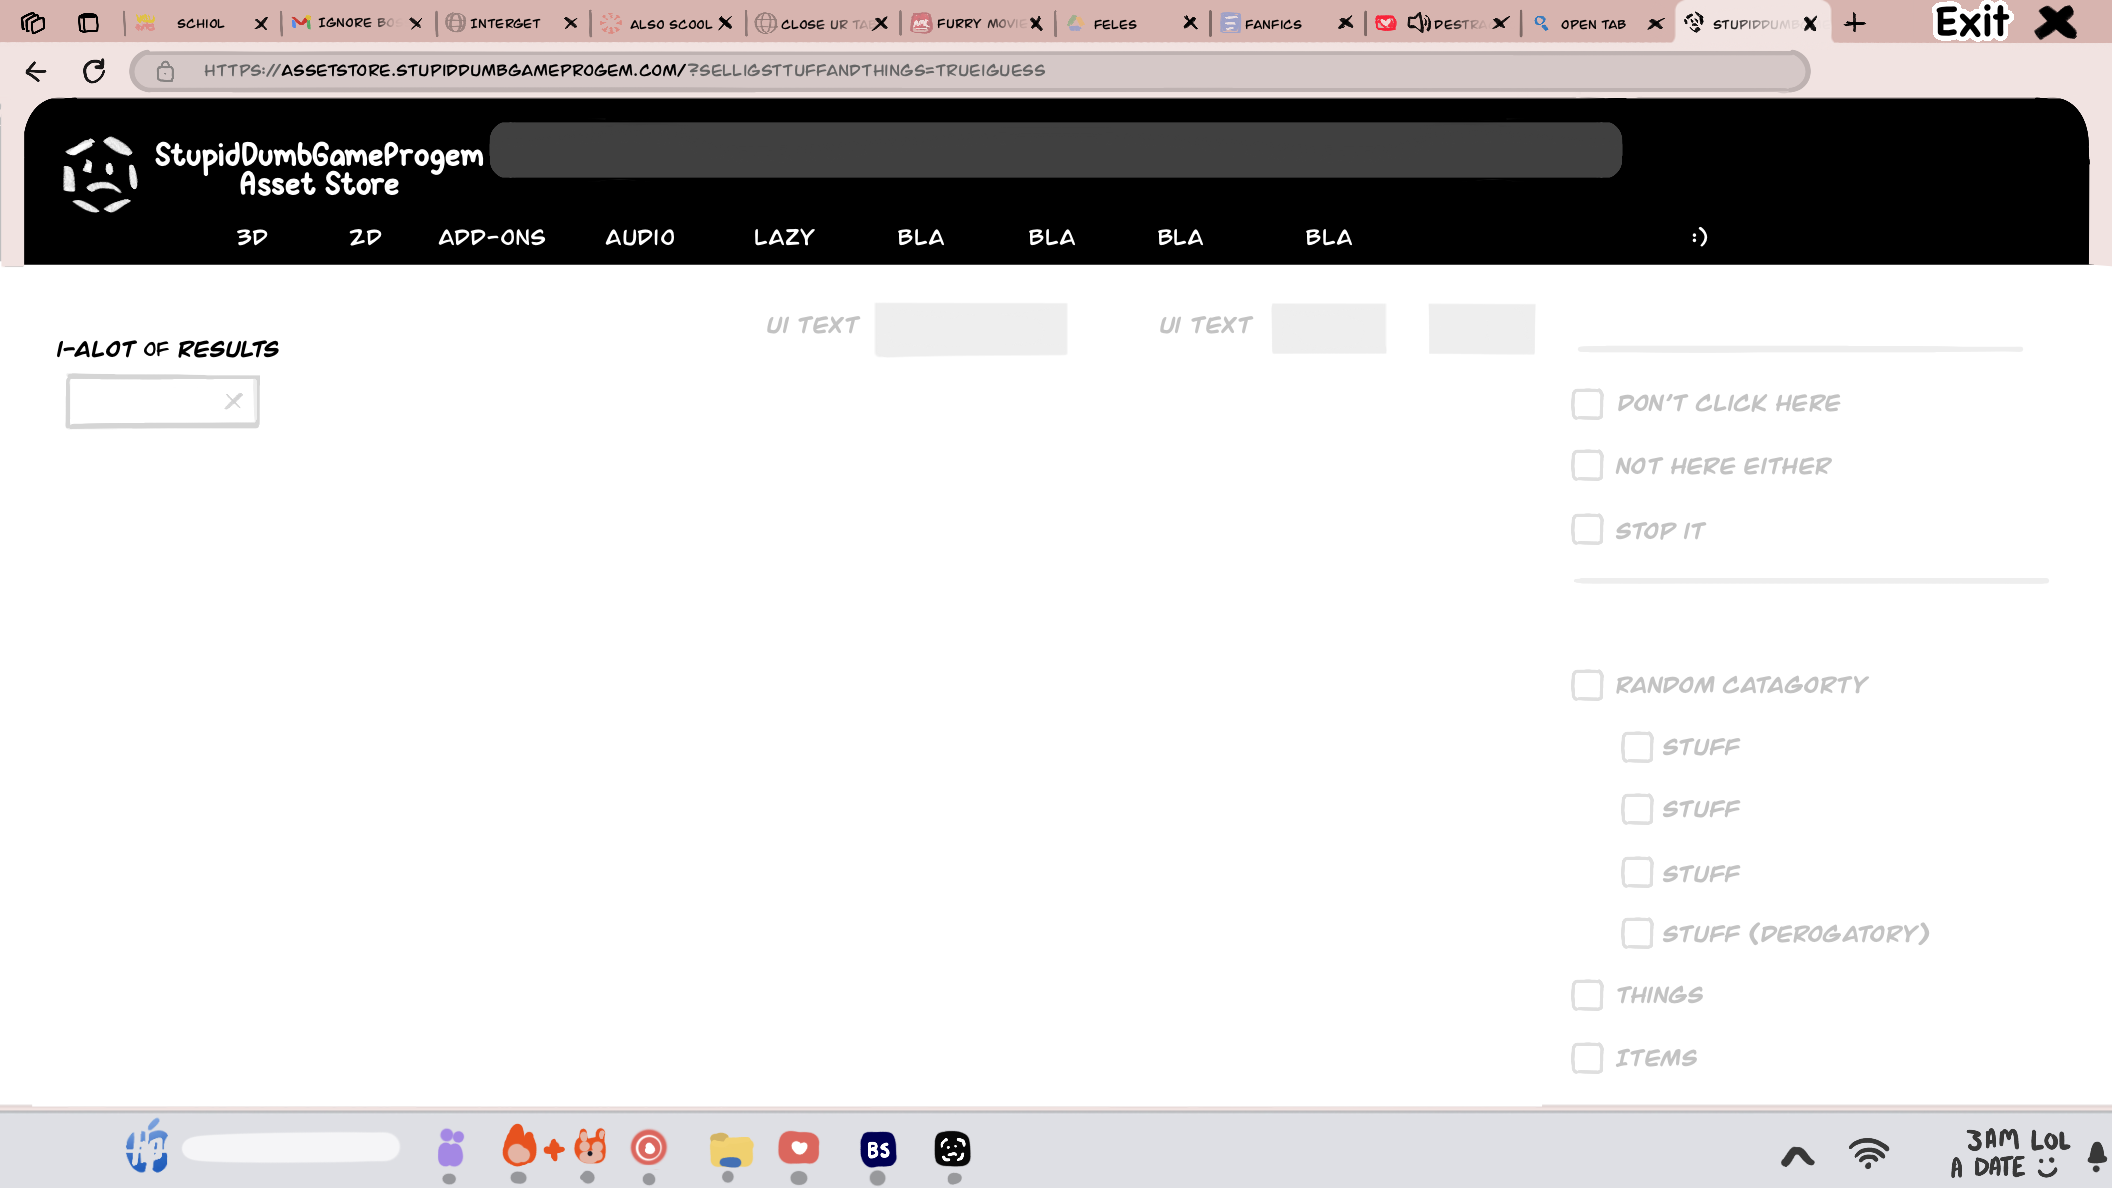 SCHIOL
IGNORE BOS
INTERGET
ALSO SCOOL
CLOSE UR TA
FURRY MOVIE
FELES
FANFICS
DESTRA
OPEN TAB
STUPIDDUMB
Exit
HTTPS://ASSETSTORE.STUPIDDUMBGAMEPROGEM.COM/?SELLIGSTTUFFANDTHINGS=TRUEIGUESS
StupidDumbGameProgem
Asset Store
3D
2D
ADD-ONS
AUDIO
LAZY
BLA
BLA
BLA
BLA
:)
UI TEXT
UI TEXT
1-ALOT OF RESULTS
DON'T CLICK HERE
NOT HERE EITHER
STOP IT
RANDOM CATAGORTY
STUFF
STUFF
STUFF
STUFF (DEROGATORY)
THINGS
ITEMS
BS
3AM LOL
A DATE